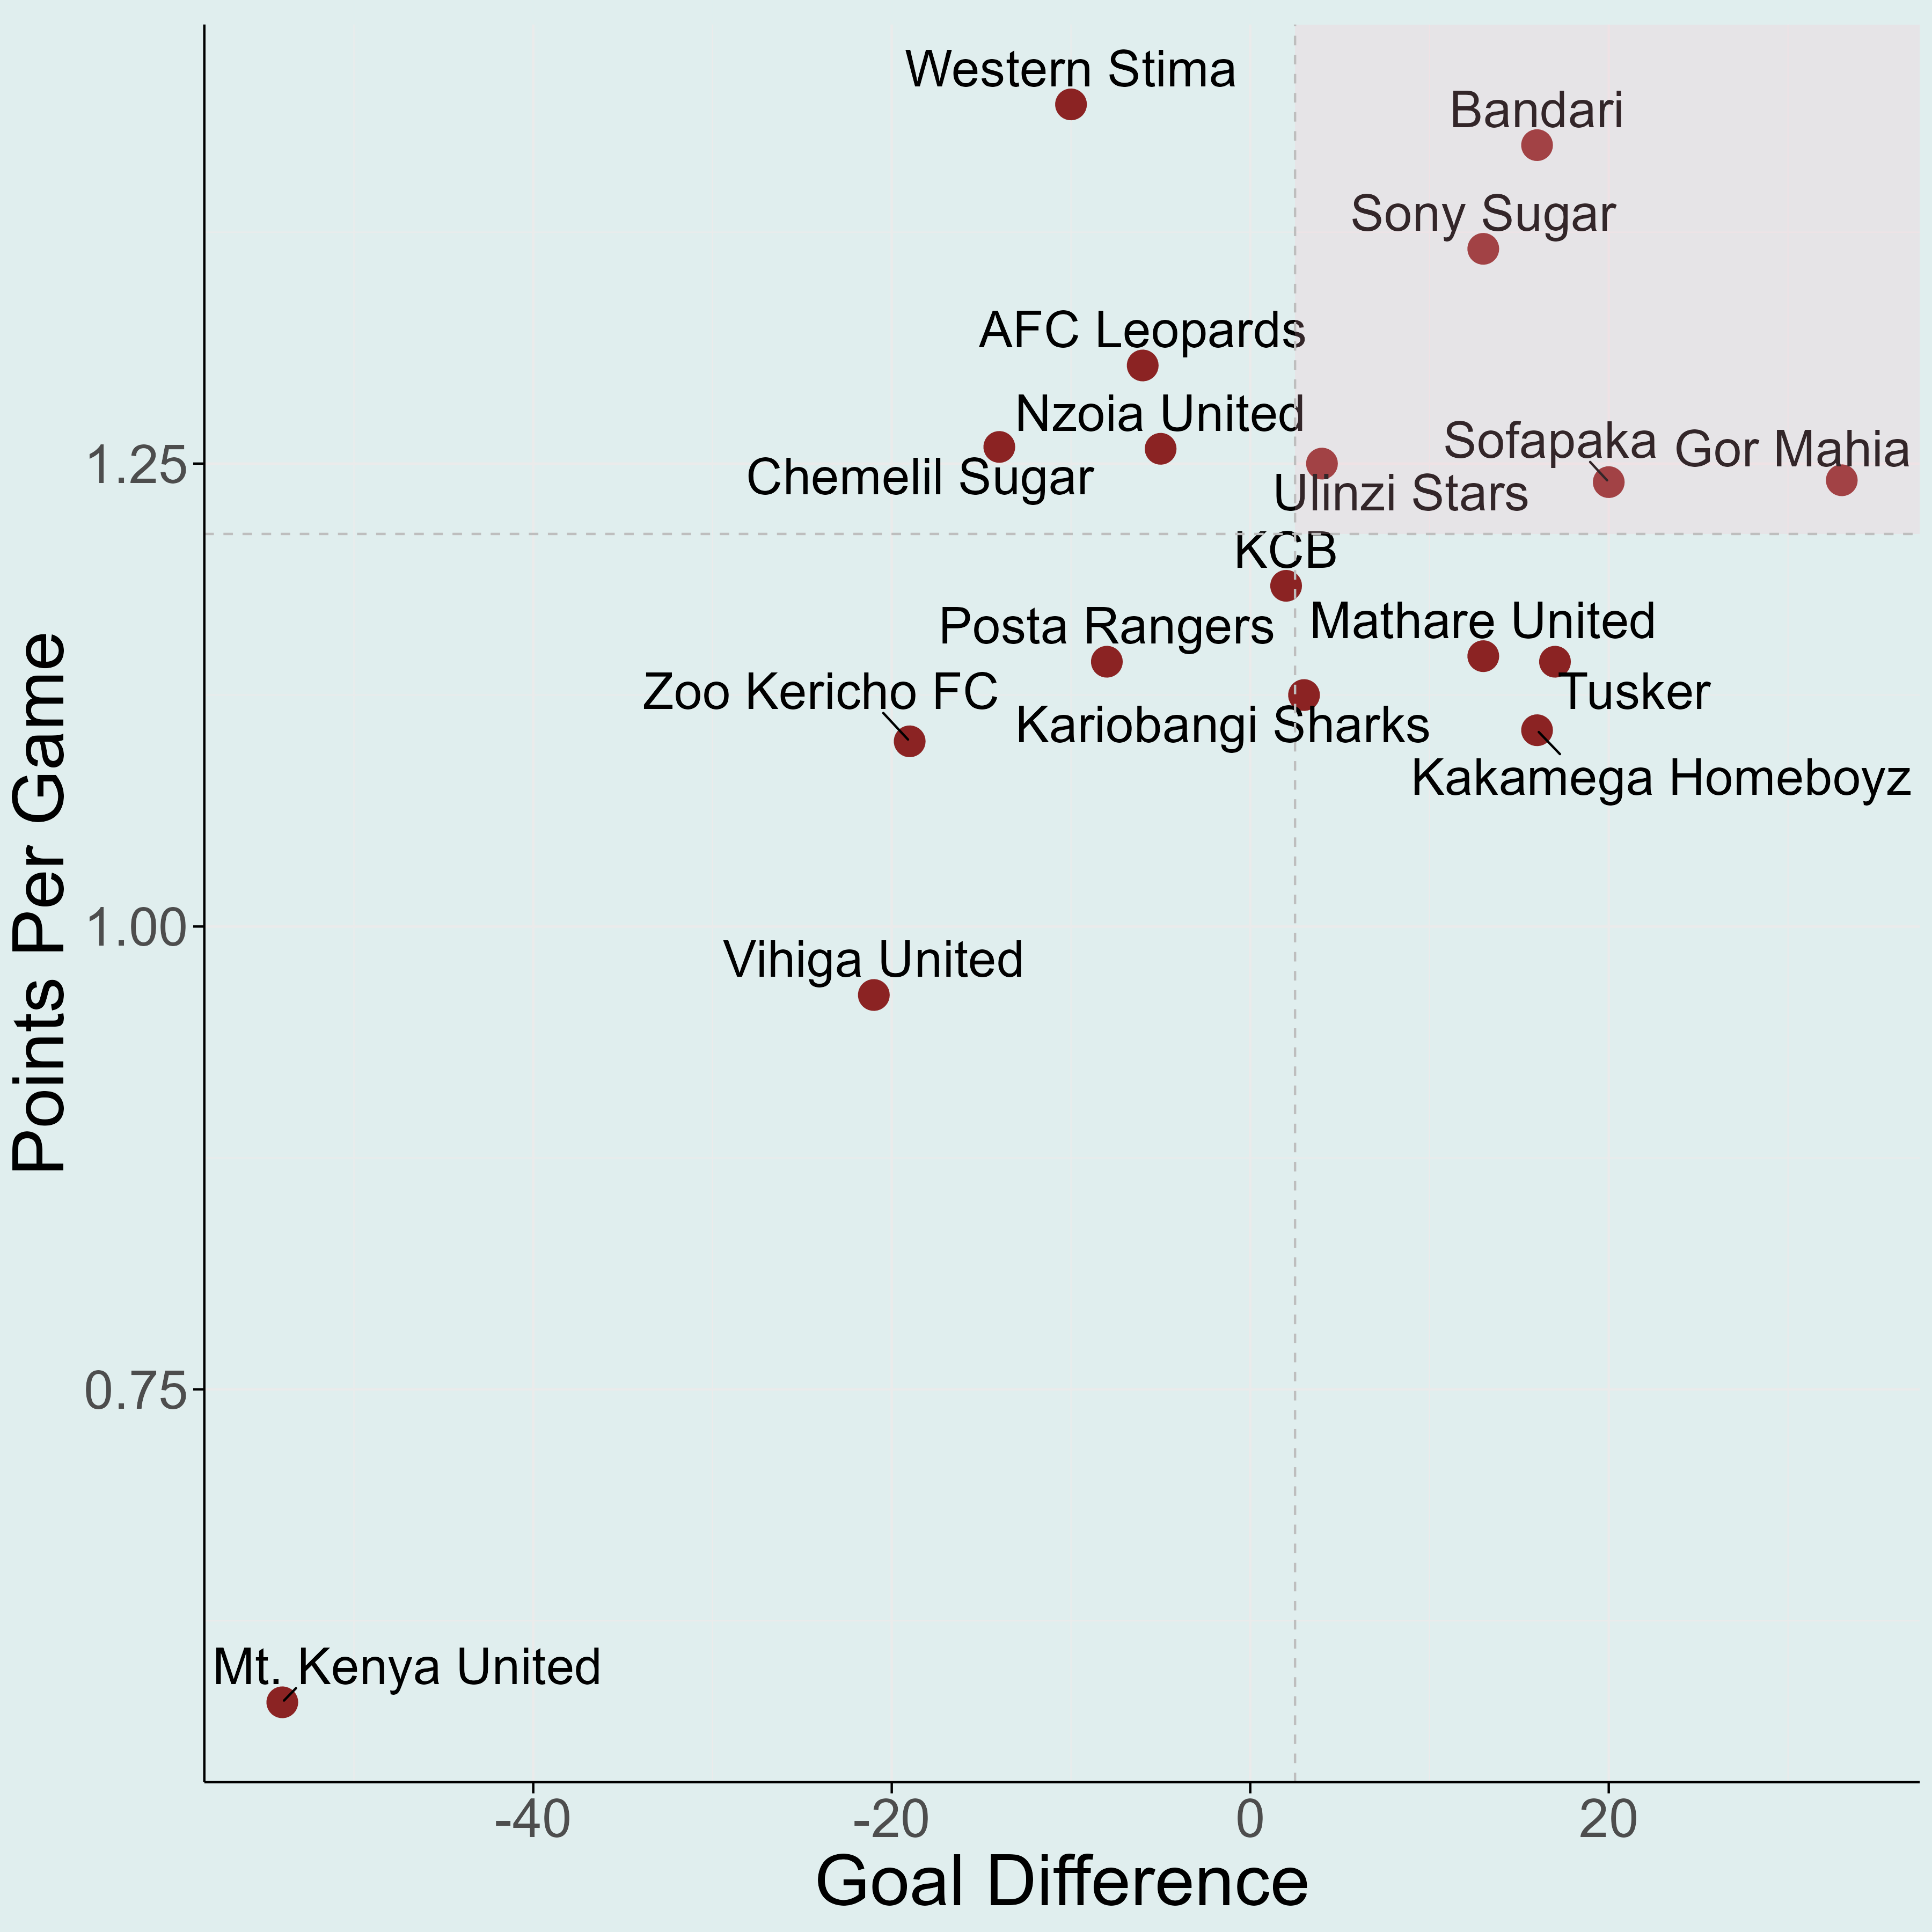 Western Stima
Bandari
Sony Sugar
AFC Leopards
Nzoia United
Sofapaka
Gor Mahia
1.25
Chemelil Sugar
Ulinzi Stars
KCB
Mathare United
Posta Rangers
Zoo Kericho FC
Tusker
Kariobangi Sharks
Kakamega Homeboyz
Points Per Game
1.00
Vihiga United
0.75
Mt. Kenya United
-40
-20
0
20
Goal Difference